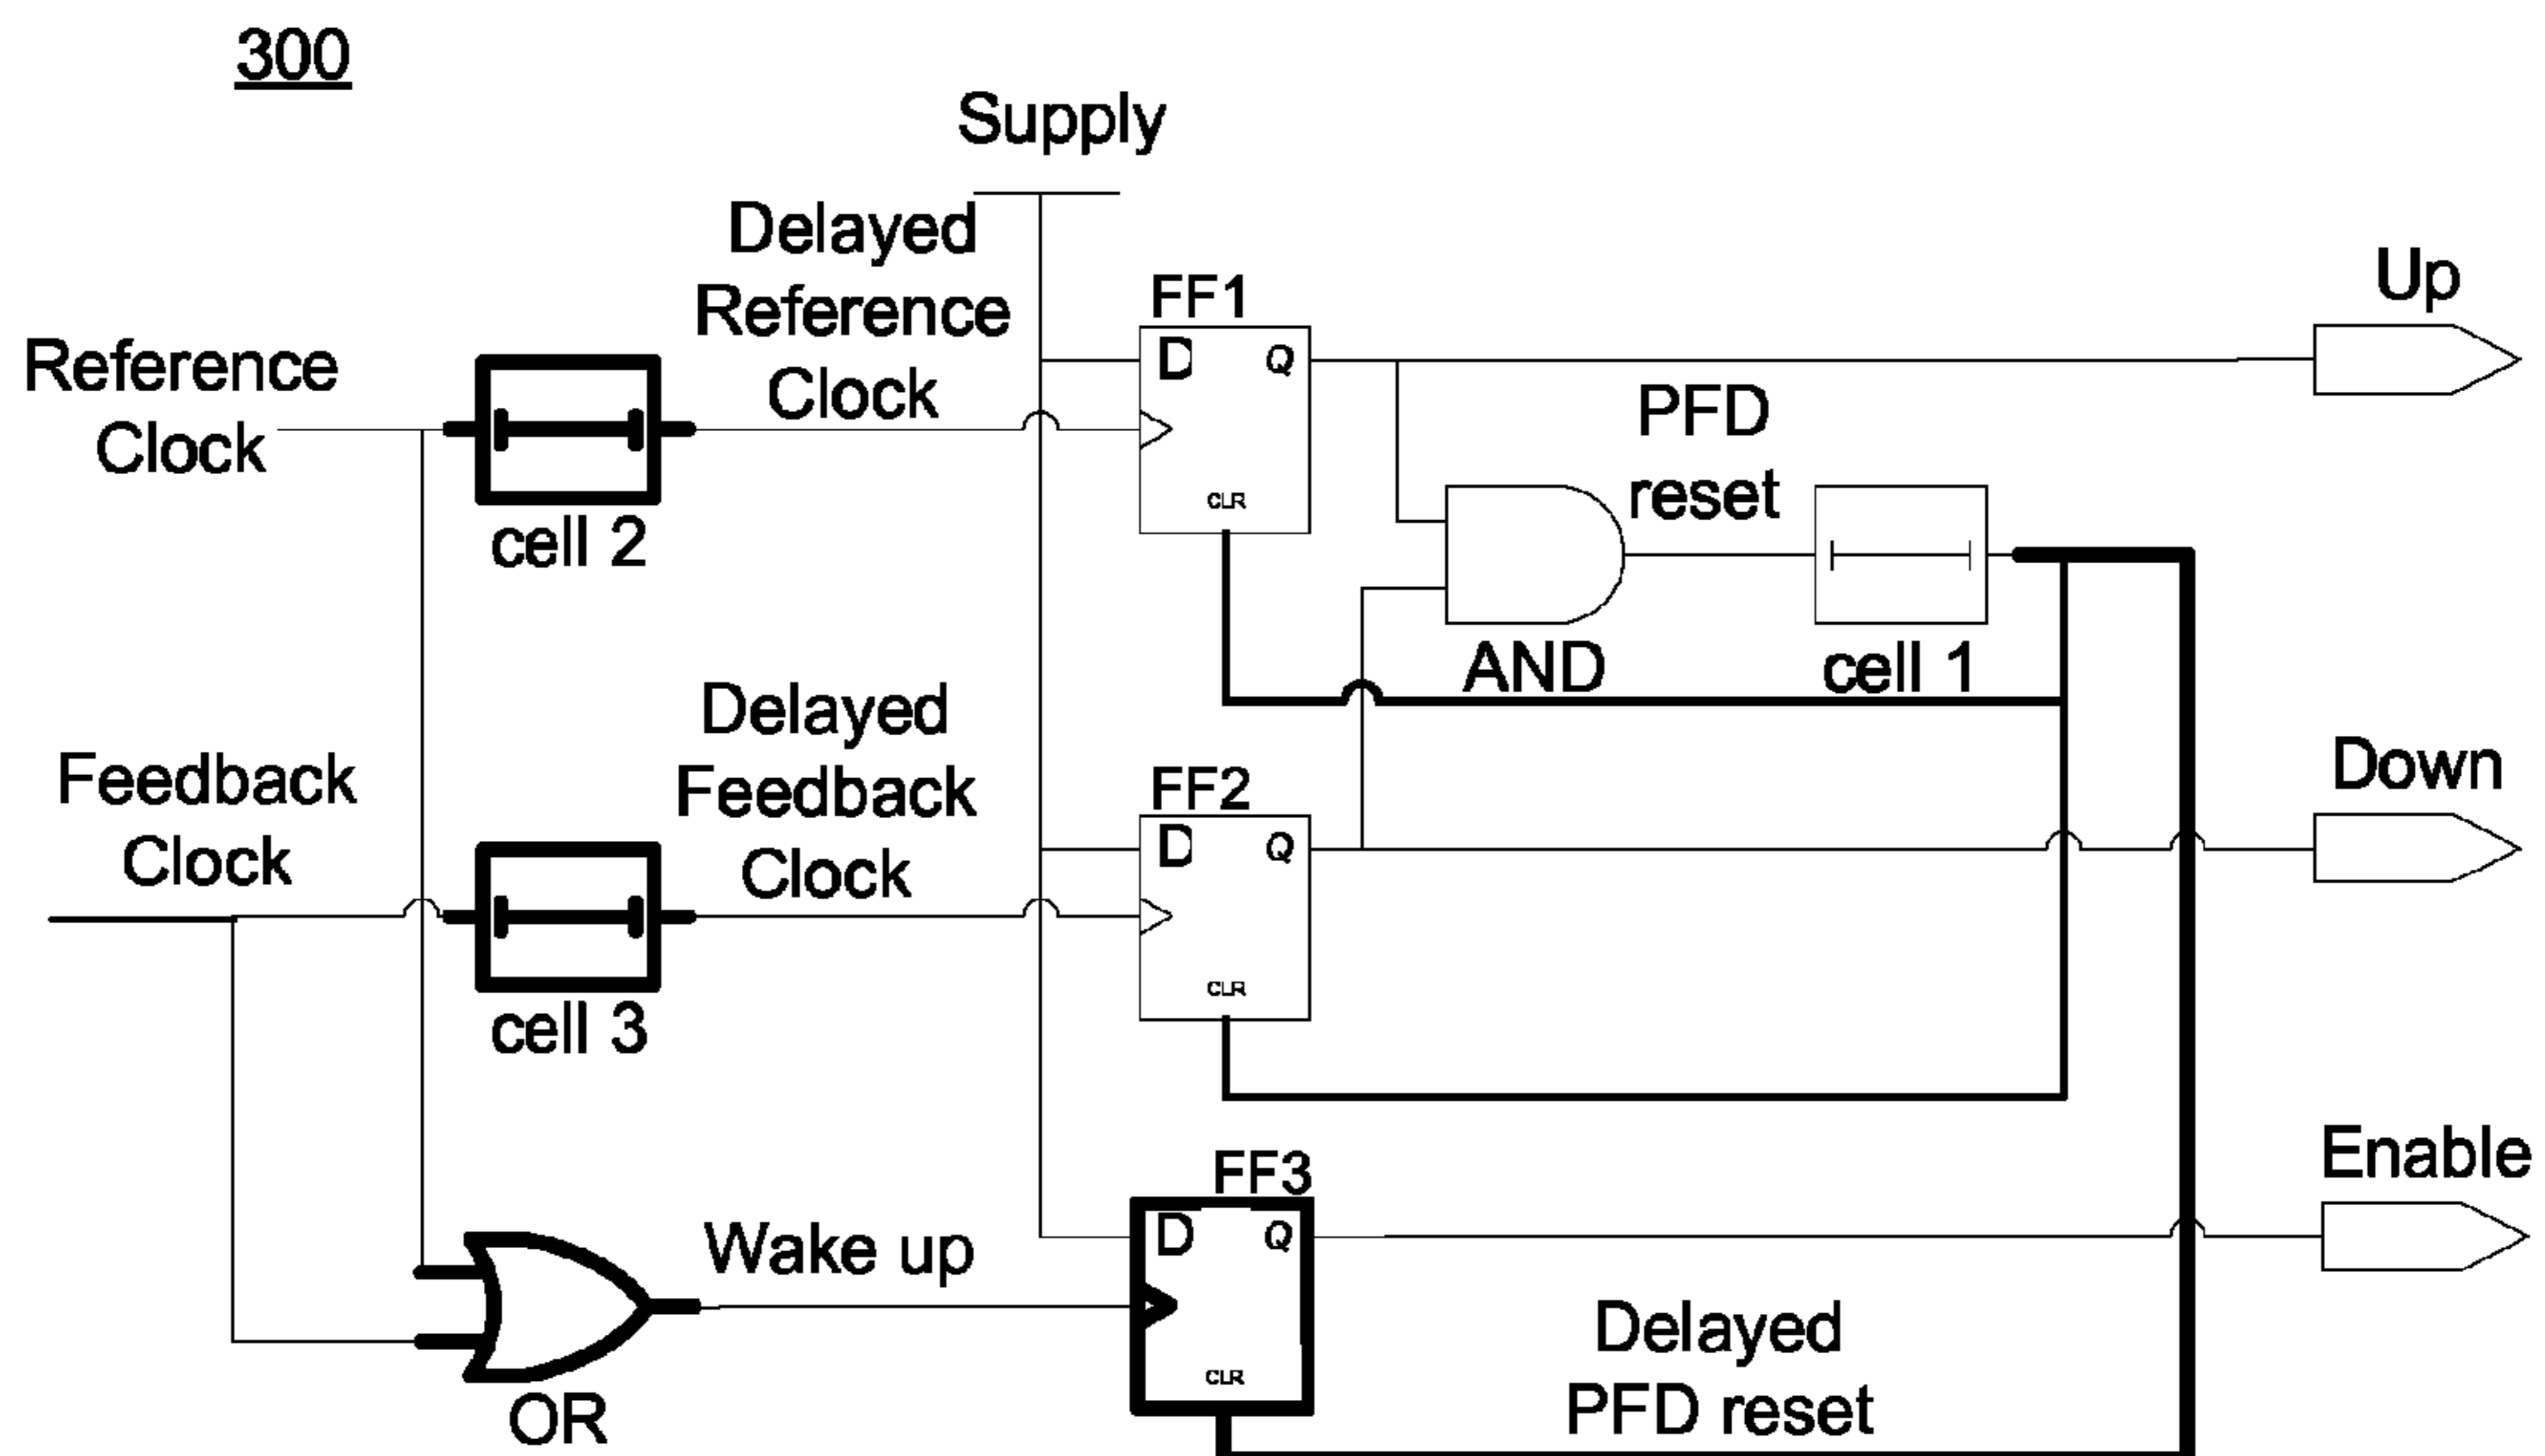 300
Supply
Delayed
Reference
Clock
Reference
Clock
cell 2
FF1
D
Q
CLR
Up
PFD
reset
AND
cell 1
Feedback
Clock
Delayed
Feedback
Clock
cell 3
FF2
D
Q
CLR
Down
Wake up
OR
FF3
D
Q
CLR
Enable
Delayed
PFD reset